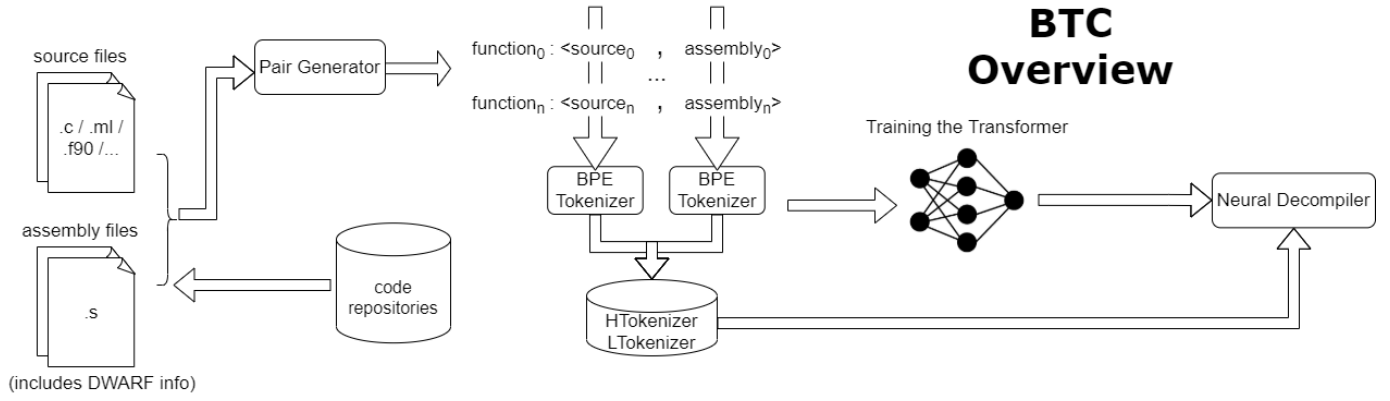 BTC
Overview
source files
.c / .ml /
.f90 /...
assembly files
.s
(includes DWARF info)
code
repositories
Pair Generator
function0 : <source0 , assembly0>
...
functionn : <sourcen , assemblyn>
BPE
Tokenizer
BPE
Tokenizer
HTokenizer
LTokenizer
Training the Transformer
Neural Decompiler